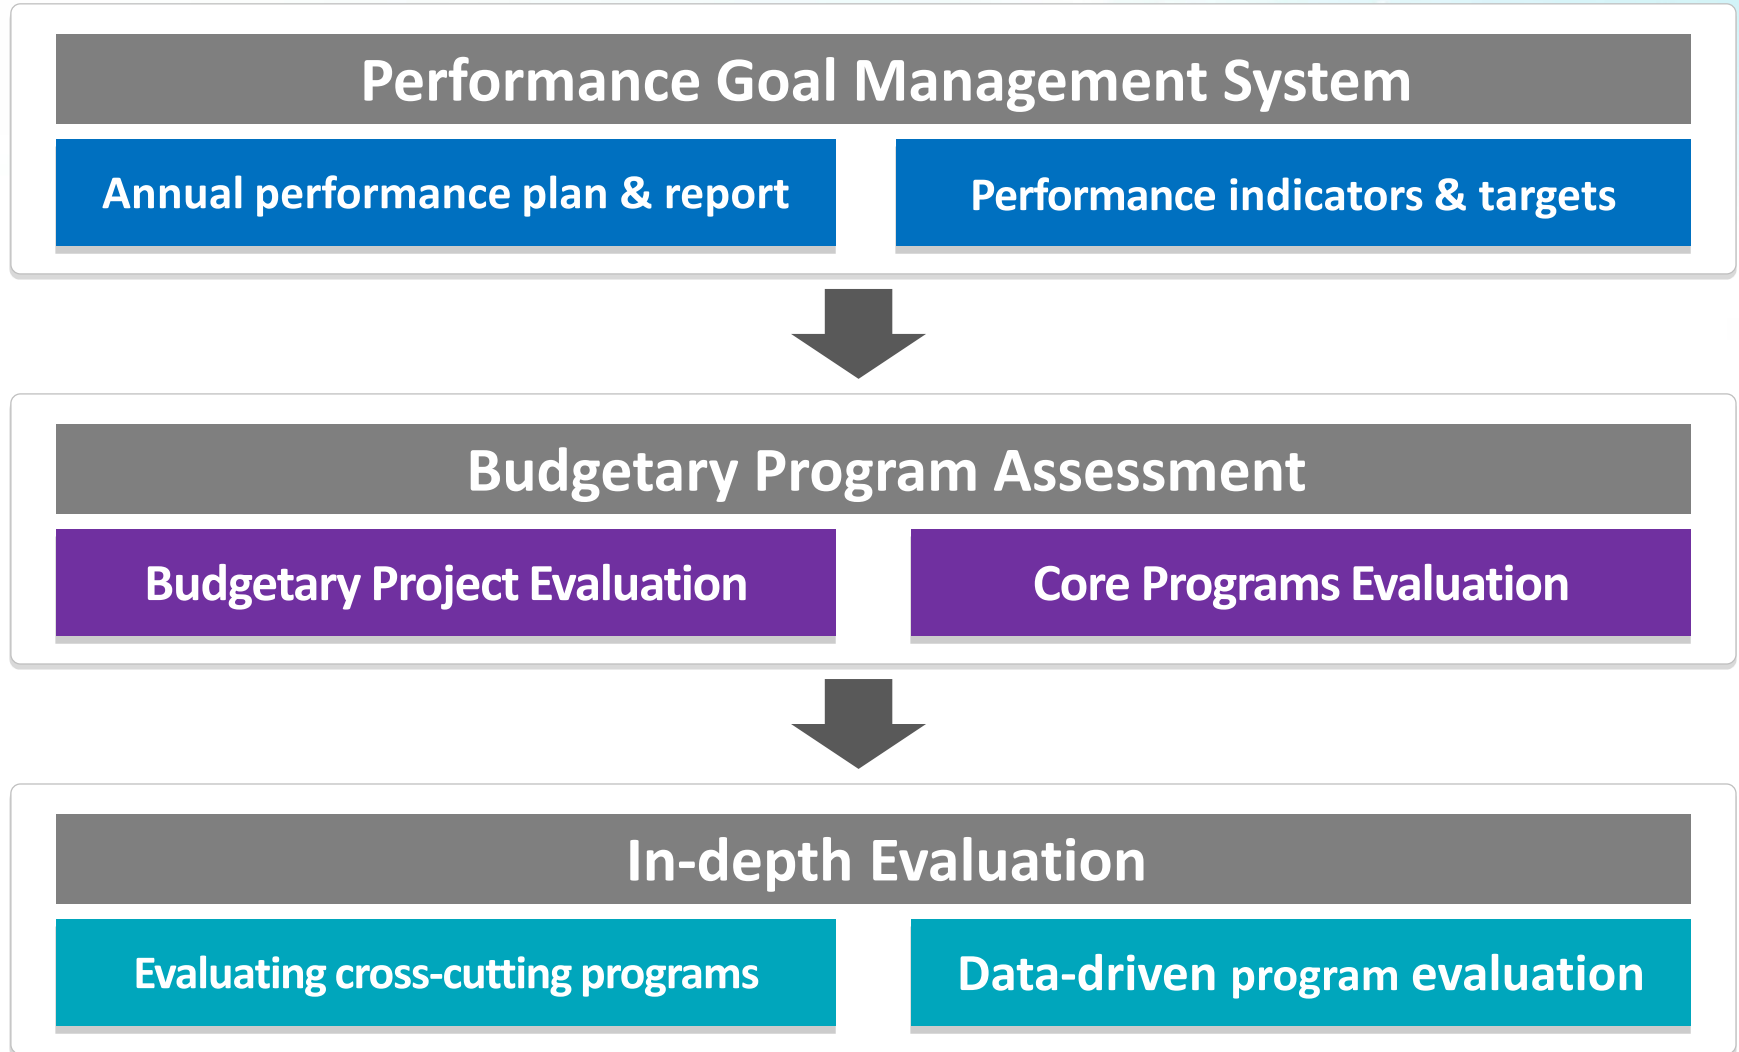 Performance Goal Management System
Annual performance plan & report
Performance indicators & targets
Budgetary Program Assessment
Budgetary Project Evaluation
Core Programs Evaluation
In-depth Evaluation
Evaluating cross-cutting programs
Data-driven program evaluation